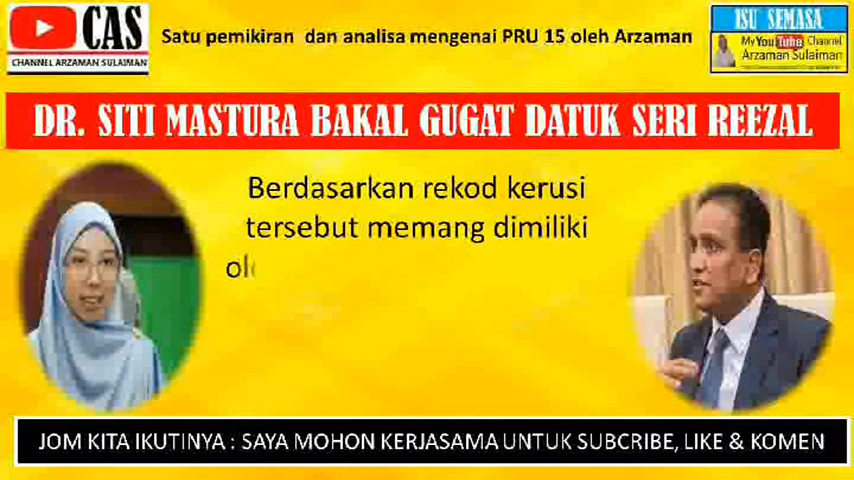 CAS
CHANNEL ARZAMAN SULAIMAN
Satu pemikiran dan analisa mengenai PRU 15 oleh Arzaman
ISU SEMASA
My YouTube Channel
Arzaman Sulaiman
DR. SITI MASTURA BAKAL GUGAT DATUK SERI REEZAL
Berdasarkan rekod kerusi
tersebut memang dimiliki
ol
JOM KITA IKUTINYA : SAYA MOHON KERJASAMA UNTUK SUBCRIBE, LIKE & KOMEN